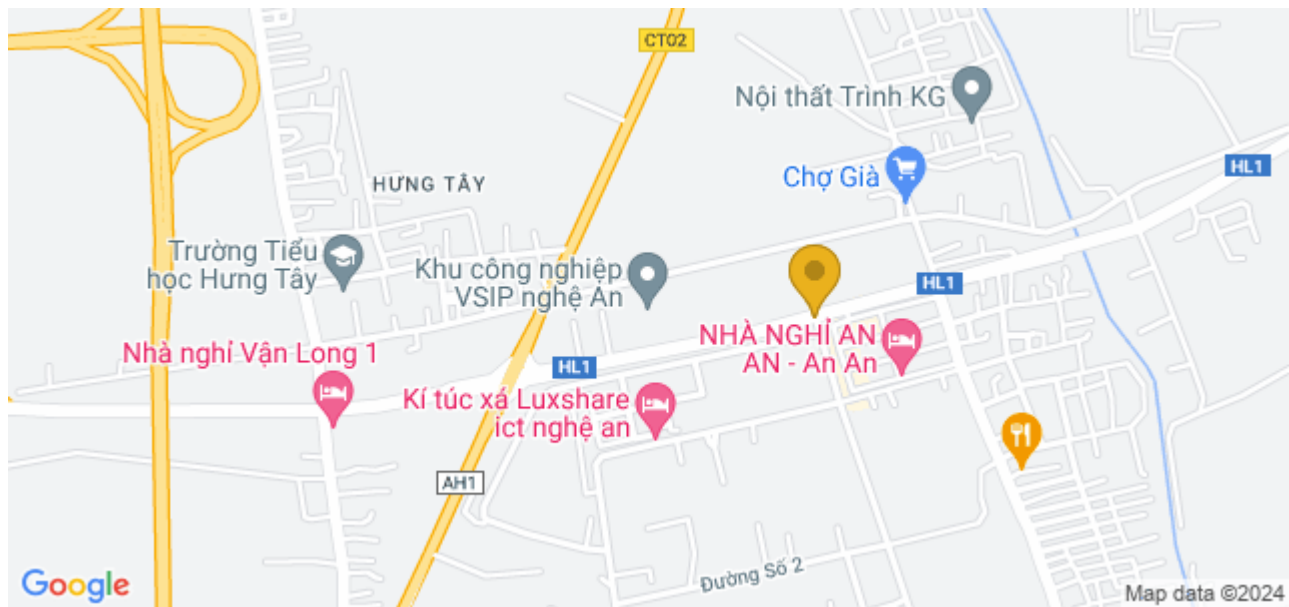 CT02
Nội thất Trình KG
HL1
Chợ Già
HƯNG TÂY
Trường Tiểu
học Hưng Tây
Khu công nghiệp
VSIP nghệ An
HL1
NHÀ NGHỈ AN
AN - An An
Nhà nghỉ Vận Long 1
HL1
Kí túc xá Luxshare
ict nghệ an
AH1
Đường Số 2
Google
Map data ©2024